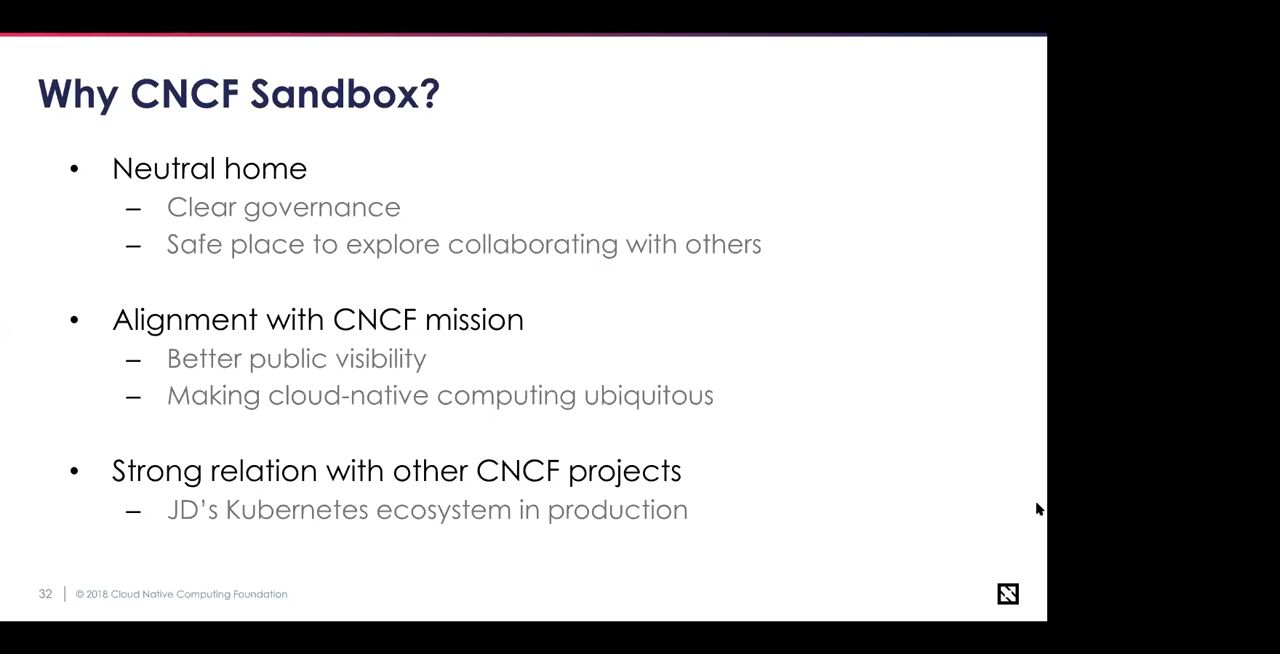 Why CNCF Sandbox?
• Neutral home
– Clear governance
– Safe place to explore collaborating with others
• Alignment with CNCF mission
– Better public visibility
– Making cloud-native computing ubiquitous
• Strong relation with other CNCF projects
– JD’s Kubernetes ecosystem in production
32 | © 2018 Cloud Native Computing Foundation